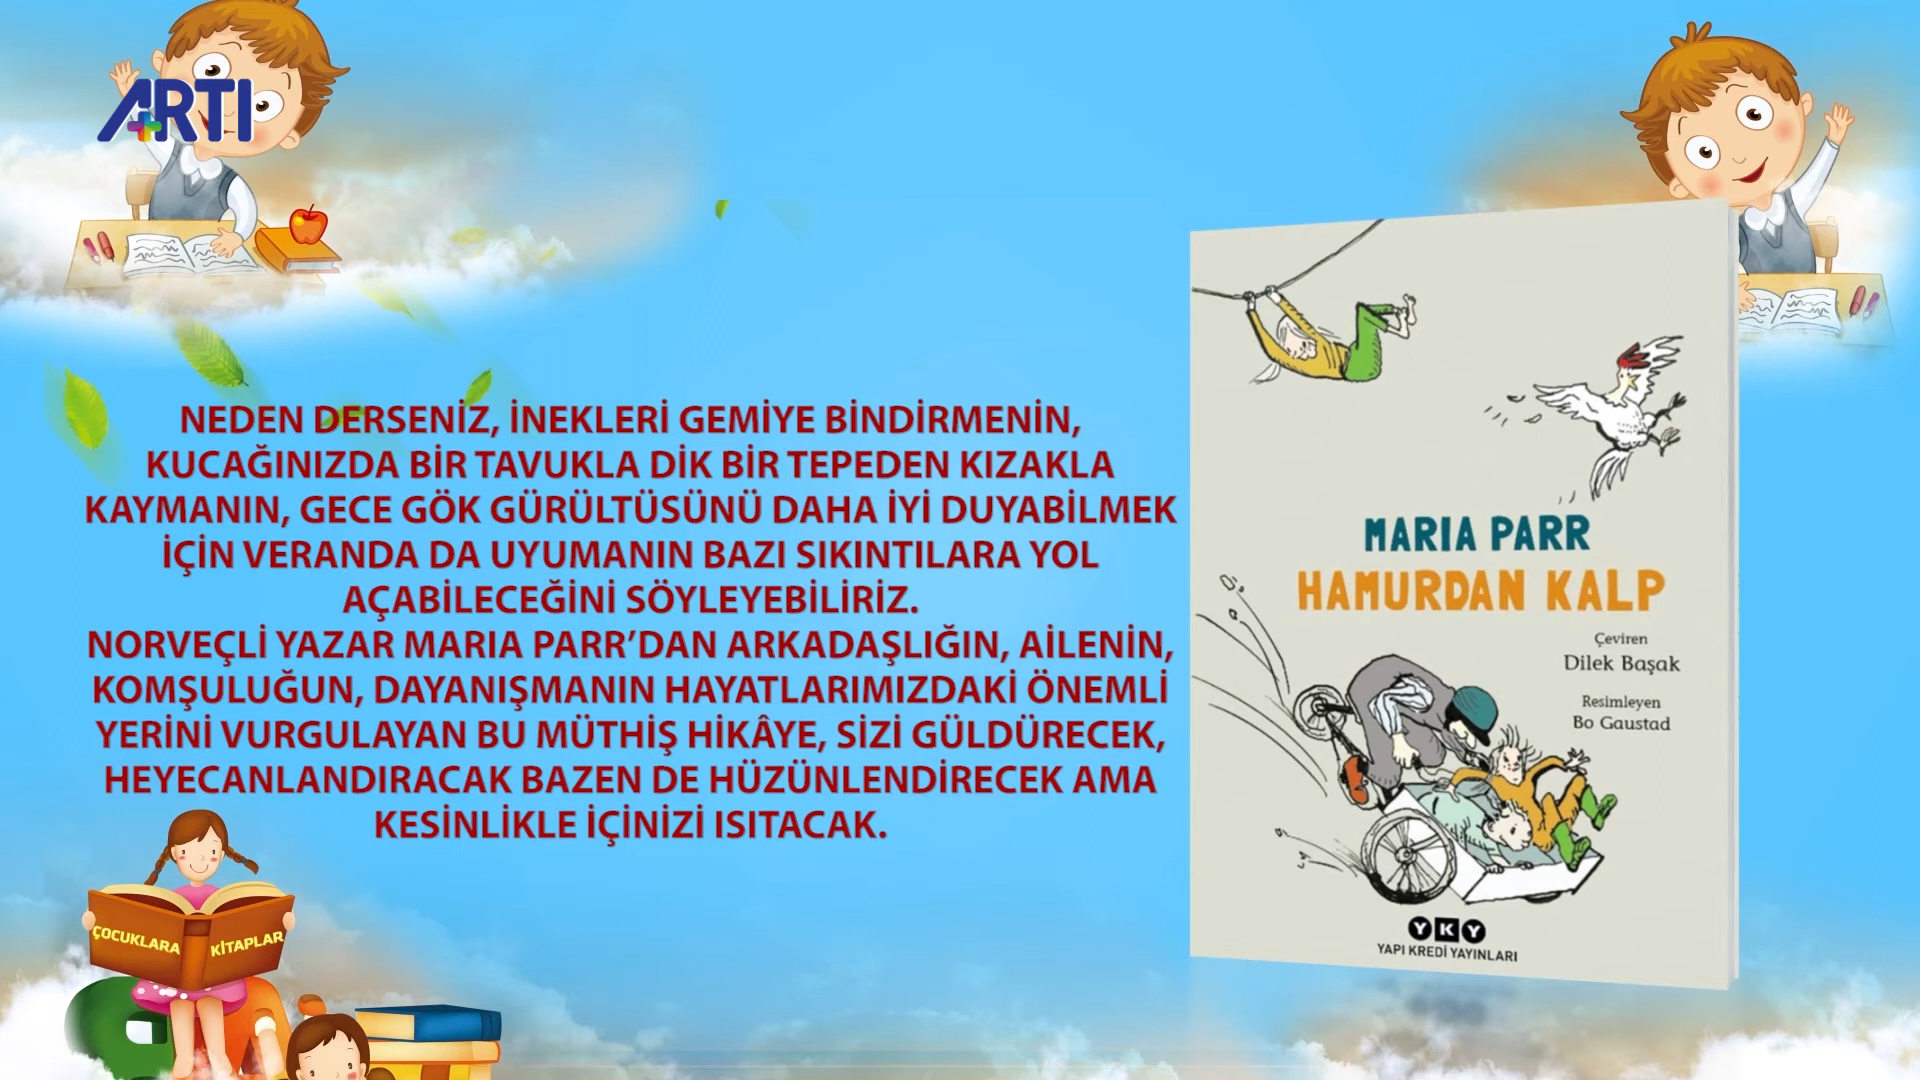 ARTI
NEDEN DERSENİZ, İNEKLERİ GEMİYE BİNDİRMENİN,
KUCAĞINIZDA BİR TAVUKLA DİK BİR TEPEDEN KIZAKLA
KAYMANIN, GECE GÖK GÜRÜLTÜSÜNÜ DAHA İYİ DUYABİLMEK
İÇİN VERANDA DA UYUMANIN BAZI SIKINTILARA YOL
AÇABİLECEĞİNİ SÖYLEYEBİLİRİZ.
NORVEÇLİ YAZAR MARIA PARR’DAN ARKADAŞLIĞIN, AİLENİN,
KOMŞULUĞUN, DAYANIŞMANIN HAYATLARIMIZDAKİ ÖNEMLİ
YERİNİ VURGULAYAN BU MÜTHİŞ HİKÂYE, SİZİ GÜLDÜRECEK,
HEYECANLANDIRACAK BAZEN DE HÜZÜNLENDİRECEK AMA
KESİNLİKLE İÇİNİZİ ISITACAK.
MARIA PARR
HAMURDAN KALP
Çeviren
Dilek Başak
Resimleyen
Bo Gaustad
YKY
YAPI KREDİ YAYINLARI
ÇOCUKLARA KİTAPLAR